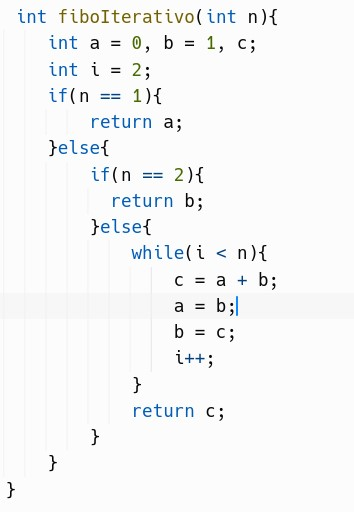 int fiboIterativo(int n){
    int a = 0, b = 1, c;
    int i = 2;
    if(n == 1){
        return a;
    }else{
        if(n == 2){
          return b;
        }else{
            while(i < n){
                c = a + b;
                a = b;
                b = c;
                i++;
            }
            return c;
        }
    }
}